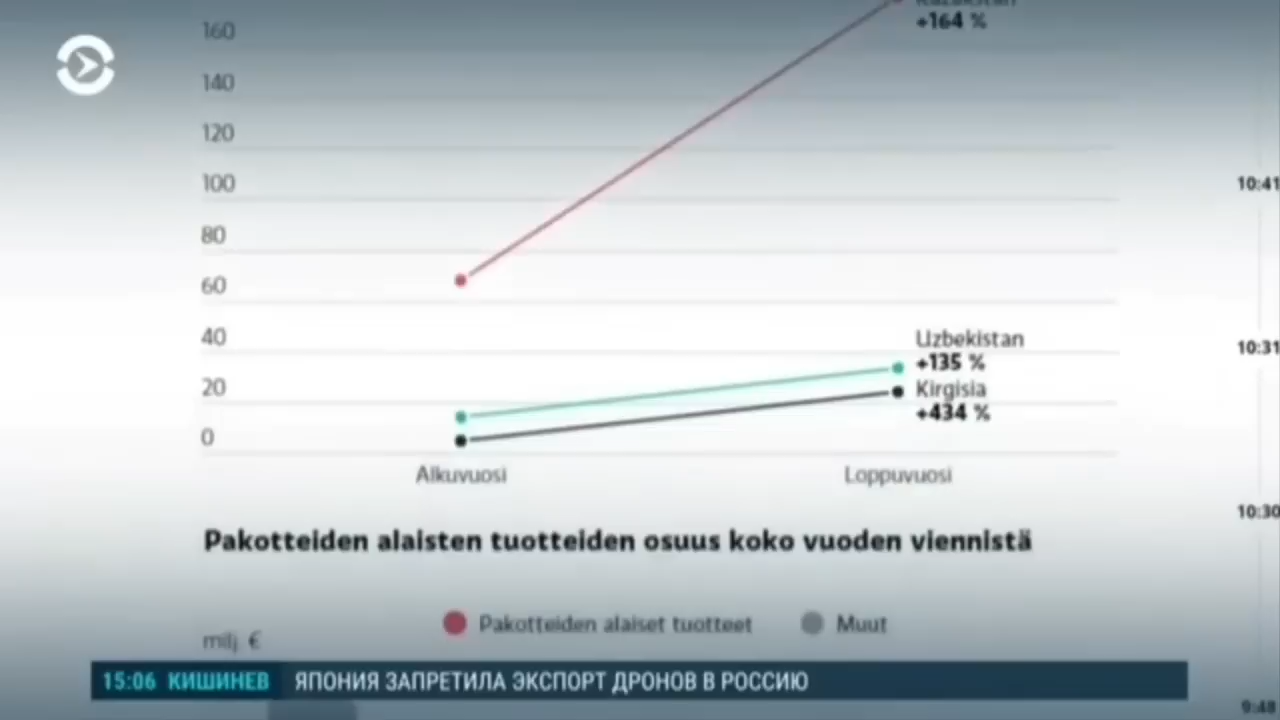 160
+164 %
140
120
100
10:41
80
60
40
Uzbekistan
10:31
+135 %
20
Kirgisia
+434 %
0
Alkuvuosi
Loppuvuosi
10:30
Pakotteiden alaisten tuotteiden osuus koko vuoden viennistä
Pakotteiden alaiset tuotteet
Muut
milj. €
15:06 КИШИНЕВ ЯПОНИЯ ЗАПРЕТИЛА ЭКСПОРТ ДРОНОВ В РОССИЮ
9:48